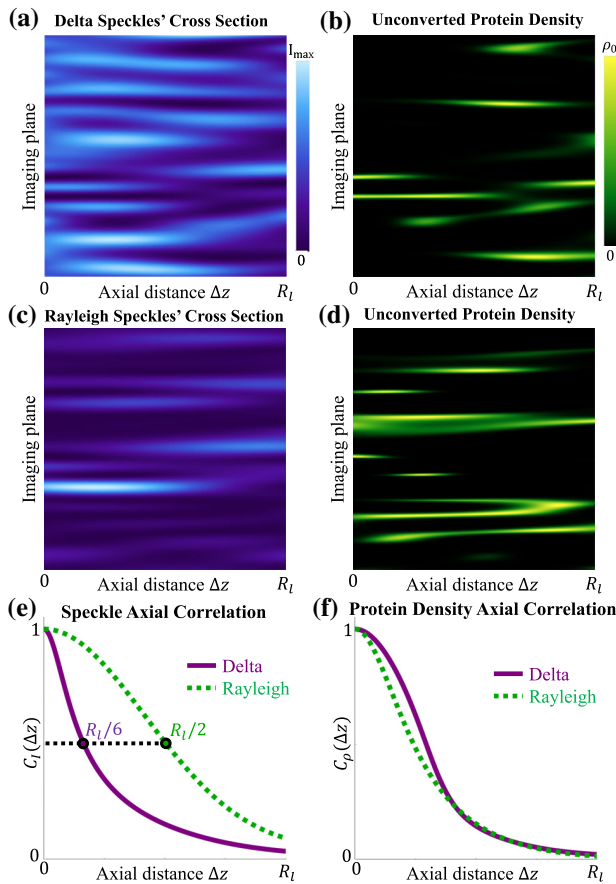 (a) Delta Speckles' Cross Section
I_max
Imaging plane
0
0 Axial distance Δz R_l
(b) Unconverted Protein Density
ρ_0
Imaging plane
0
0 Axial distance Δz R_l
(c) Rayleigh Speckles' Cross Section
Imaging plane
0 Axial distance Δz R_l
(d) Unconverted Protein Density
Imaging plane
0 Axial distance Δz R_l
(e) Speckle Axial Correlation
1
Delta
Rayleigh
R_l/6 R_l/2
C_I(Δz)
0
0 Axial distance Δz R_l
(f) Protein Density Axial Correlation
1
Delta
Rayleigh
C_ρ(Δz)
0
0 Axial distance Δz R_l